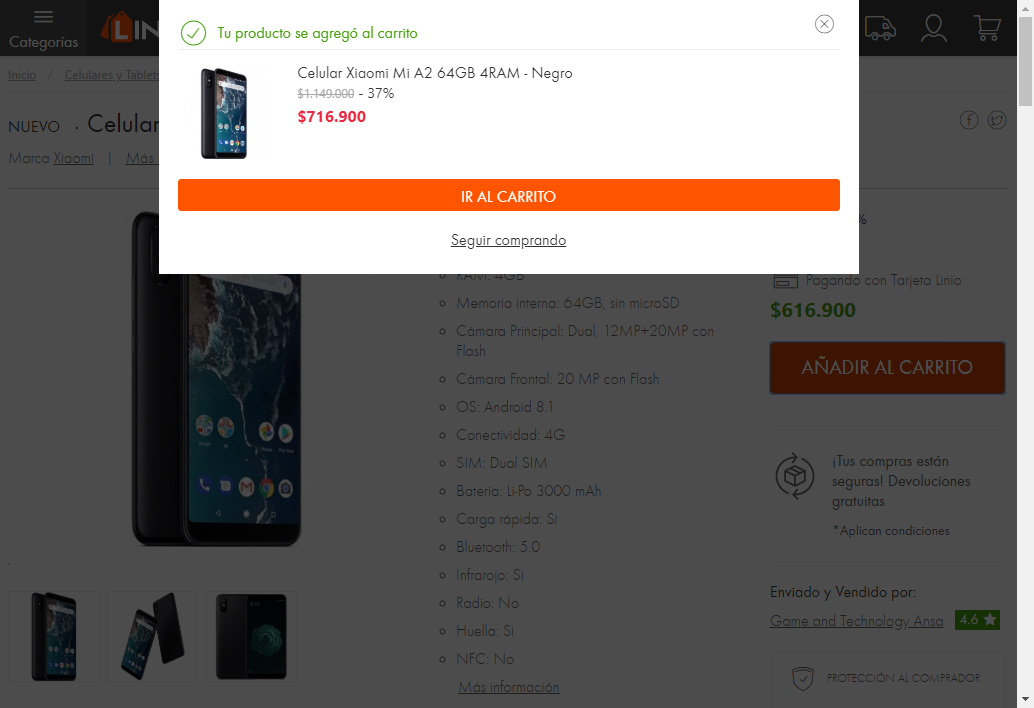 Categorías
LIN
Tu producto se agregó al carrito
Celular Xiaomi Mi A2 64GB 4RAM - Negro
$1.149.000 - 37%
$716.900
IR AL CARRITO
Seguir comprando
Inicio / Celulares y Tablets
NUEVO · Celular
Marca Xiaomi | Más
%
RAM: 4GB
Memoria interna: 64GB, sin microSD
Cámara Principal: Dual, 12MP+20MP con
Flash
Cámara Frontal: 20 MP con Flash
OS: Android 8.1
Conectividad: 4G
SIM: Dual SIM
Bateria: Li-Po 3000 mAh
Carga rápida: Si
Bluetooth: 5.0
Infrarojo: Si
Radio: No
Huella: Si
NFC: No
Más información
Pagando con Tarjeta Linio
$616.900
AÑADIR AL CARRITO
¡Tus compras están
seguras! Devoluciones
gratuitas
*Aplican condiciones
Enviado y Vendido por:
Game and Technology Ansa 4.6
PROTECCIÓN AL COMPRADOR